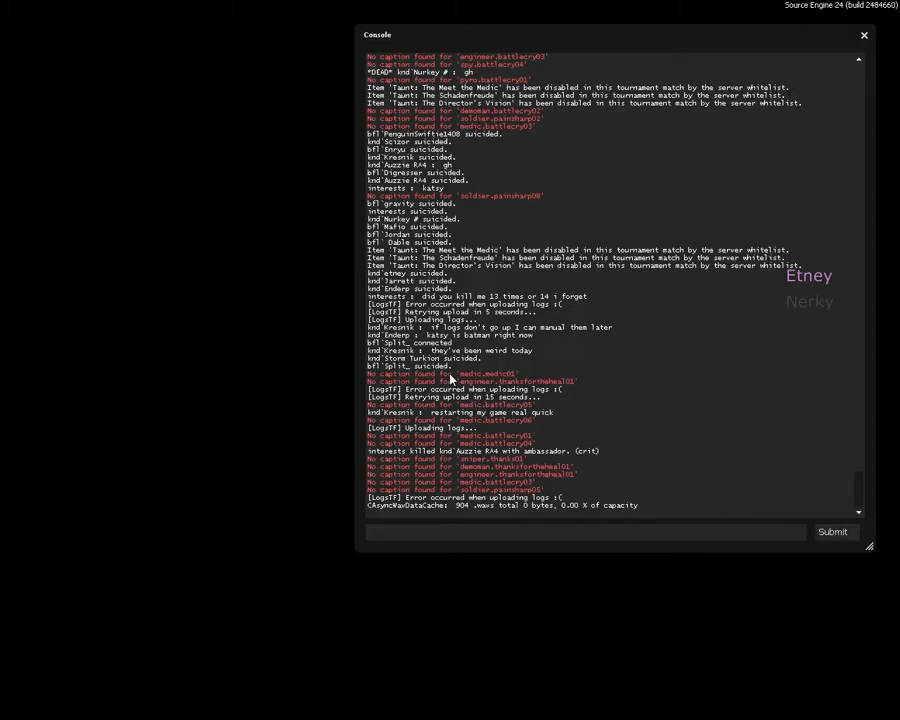 Source Engine 24 (build 2484660)
Console
No caption found for 'engineer.battlecry03'
No caption found for 'spy.battlecry04'
*DEAD* knd`Nurkey # :  gh
No caption found for 'pyro.battlecry01'
Item 'Taunt: The Meet the Medic' has been disabled in this tournament match by the server whitelist.
Item 'Taunt: The Schadenfreude' has been disabled in this tournament match by the server whitelist.
Item 'Taunt: The Director's Vision' has been disabled in this tournament match by the server whitelist.
No caption found for 'demoman.battlecry02'
No caption found for 'soldier.painsharp02'
No caption found for 'medic.battlecry03'
bfl`PenguinSwiftie1408 suicided.
knd`Scizor suicided.
bfl`Enryu suicided.
knd`Kresnik suicided.
knd`Auzzie RA4 :  gh
bfl`Digresser suicided.
knd`Auzzie RA4 suicided.
interests :  katsy
No caption found for 'soldier.painsharp08'
bfl`gravity suicided.
interests suicided.
knd`Nurkey # suicided.
bfl`Mafio suicided.
bfl`Jordan suicided.
bfl` Dable suicided.
Item 'Taunt: The Meet the Medic' has been disabled in this tournament match by the server whitelist.
Item 'Taunt: The Schadenfreude' has been disabled in this tournament match by the server whitelist.
Item 'Taunt: The Director's Vision' has been disabled in this tournament match by the server whitelist.
Etney
knd`etney suicided.
knd`Jarrett suicided.
knd`Enderp suicided.
interests :  did you kill me 13 times or 14 i forget
Nerky
[LogsTF] Error occurred when uploading logs :(
[LogsTF] Retrying upload in 5 seconds...
[LogsTF] Uploading logs...
knd`Kresnik :  if logs don't go up I can manual them later
knd`Enderp :  katsy is batman right now
bfl`Split_ connected
knd`Kresnik :  they've been weird today
knd`Storm Turkion suicided.
bfl`Split_ suicided.
No caption found for 'medic.medic01'
No caption found for 'engineer.thanksfortheheal01'
[LogsTF] Error occurred when uploading logs :(
[LogsTF] Retrying upload in 15 seconds...
No caption found for 'medic.battlecry05'
knd`Kresnik :  restarting my game real quick
No caption found for 'medic.battlecry06'
[LogsTF] Uploading logs...
No caption found for 'medic.battlecry01'
No caption found for 'medic.battlecry04'
interests killed knd`Auzzie RA4 with ambassador. (crit)
No caption found for 'sniper.thanks01'
No caption found for 'demoman.thanksfortheheal01'
No caption found for 'engineer.thanksfortheheal01'
No caption found for 'medic.battlecry03'
No caption found for 'soldier.painsharp05'
[LogsTF] Error occurred when uploading logs :(
CAsyncWavDataCache:  904 .wavs total 0 bytes, 0.00 % of capacity
Submit